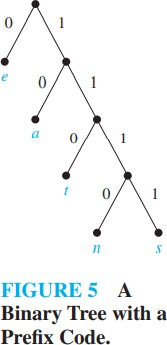 0 1
e
0 1
a
0 1
t
0 1
n s
FIGURE 5 A
Binary Tree with a
Prefix Code.